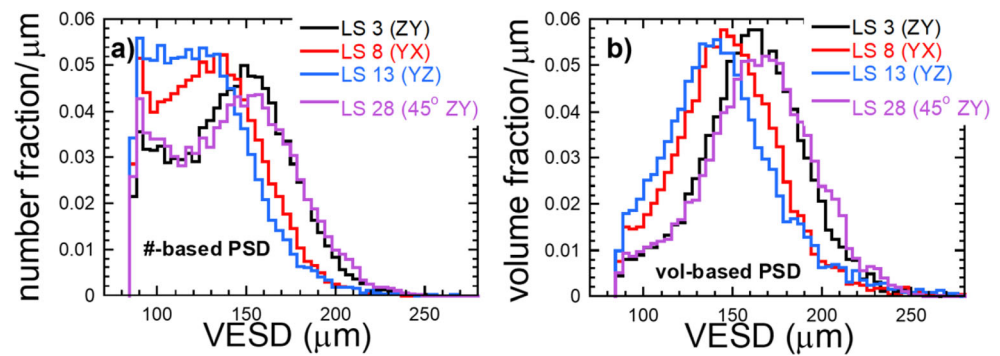 a)
LS 3 (ZY)
LS 8 (YX)
LS 13 (YZ)
LS 28 (45° ZY)
number fraction/μm
0.06
0.05
0.04
0.03
0.02
0.01
0
#-based PSD
100
150
200
250
VESD (μm)
b)
LS 3 (ZY)
LS 8 (YX)
LS 13 (YZ)
LS 28 (45° ZY)
volume fraction/μm
0.06
0.05
0.04
0.03
0.02
0.01
0
vol-based PSD
100
150
200
250
VESD (μm)